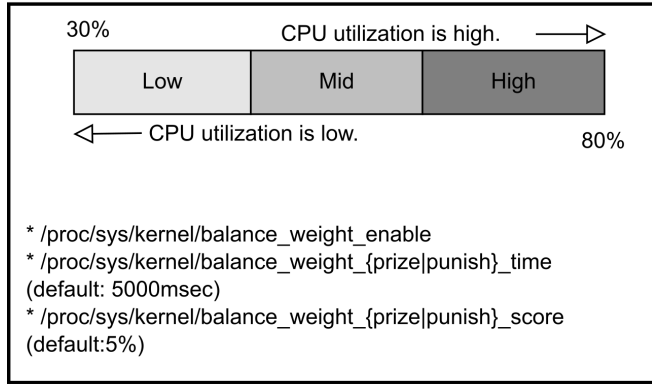 30%
CPU utilization is high.
Low
Mid
High
CPU utilization is low.
80%
* /proc/sys/kernel/balance_weight_enable
* /proc/sys/kernel/balance_weight_{prize|punish}_time
(default: 5000msec)
* /proc/sys/kernel/balance_weight_{prize|punish}_score
(default:5%)